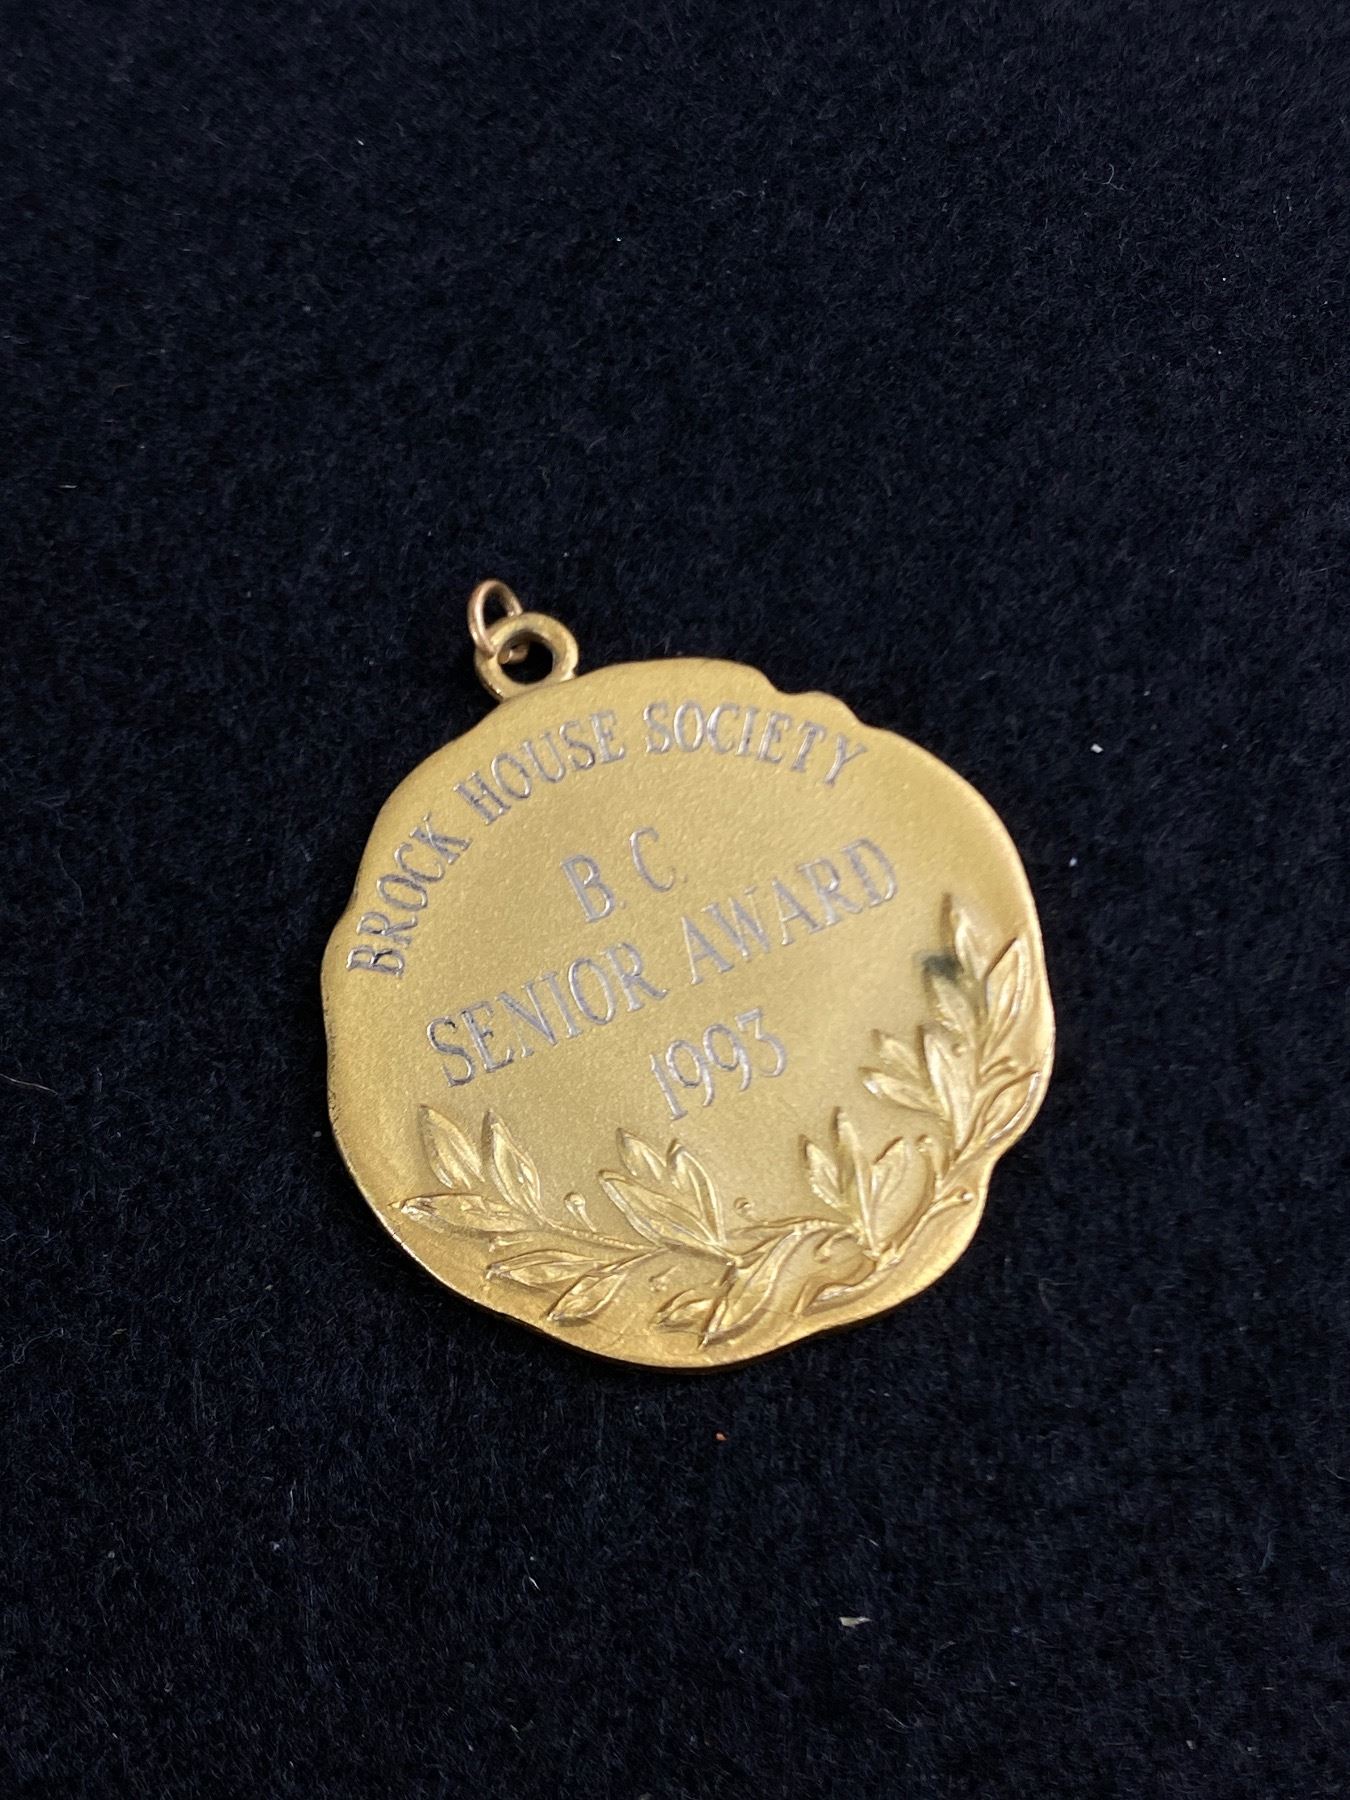 BROCK HOUSE SOCIETY
B. C
SENIOR AWARD
1993